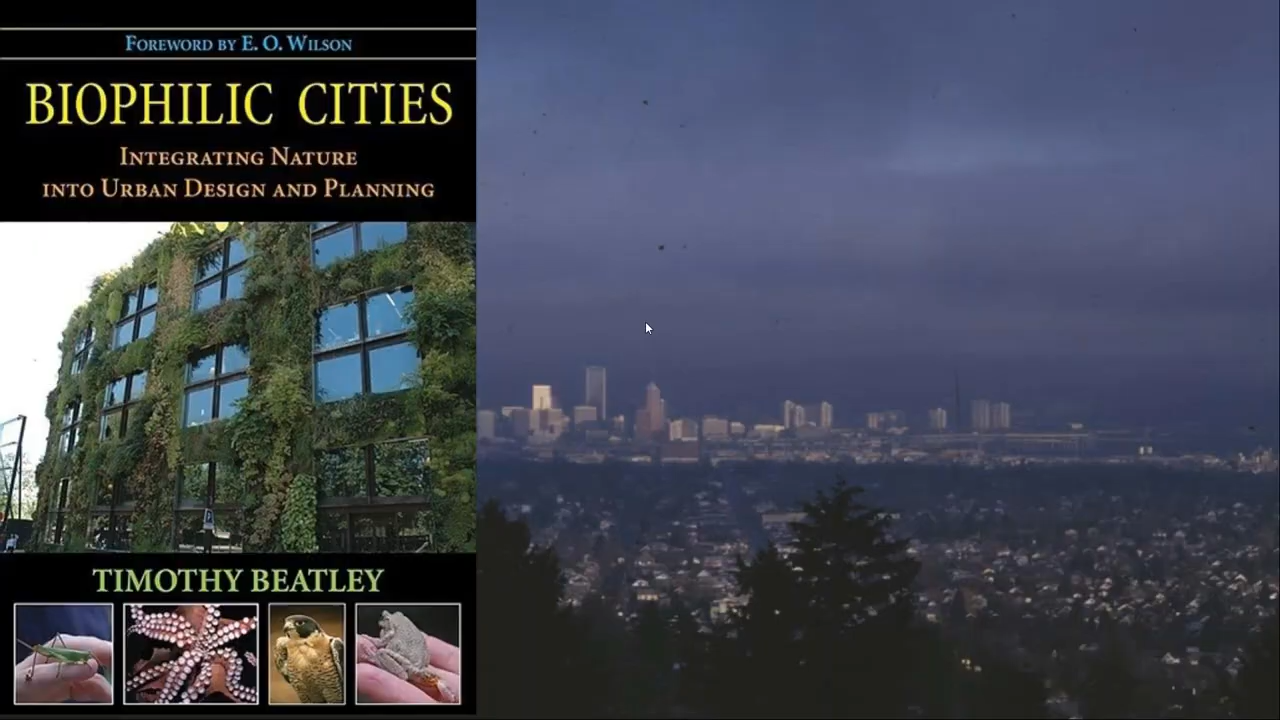 FOREWORD BY E. O. WILSON
BIOPHILIC CITIES
INTEGRATING NATURE
INTO URBAN DESIGN AND PLANNING
TIMOTHY BEATLEY